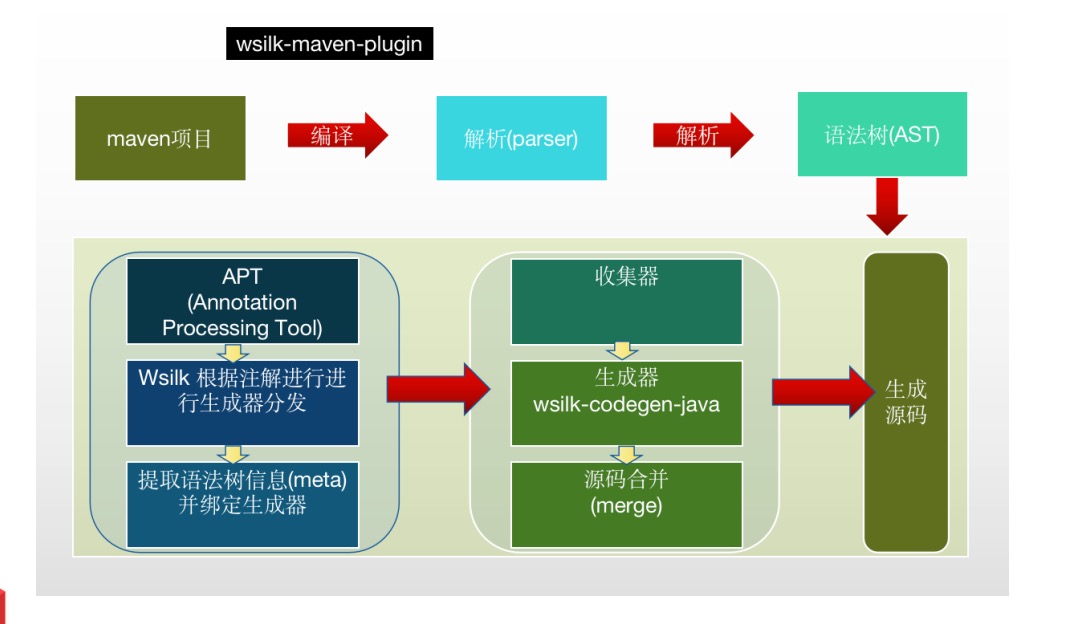 wsilk-maven-plugin
maven项目
编译
解析(parser)
解析
语法树(AST)
APT
(Annotation
Processing Tool)
Wsilk 根据注解进行进
行生成器分发
提取语法树信息(meta)
并绑定生成器
收集器
生成器
wsilk-codegen-java
源码合并
(merge)
生成
源码